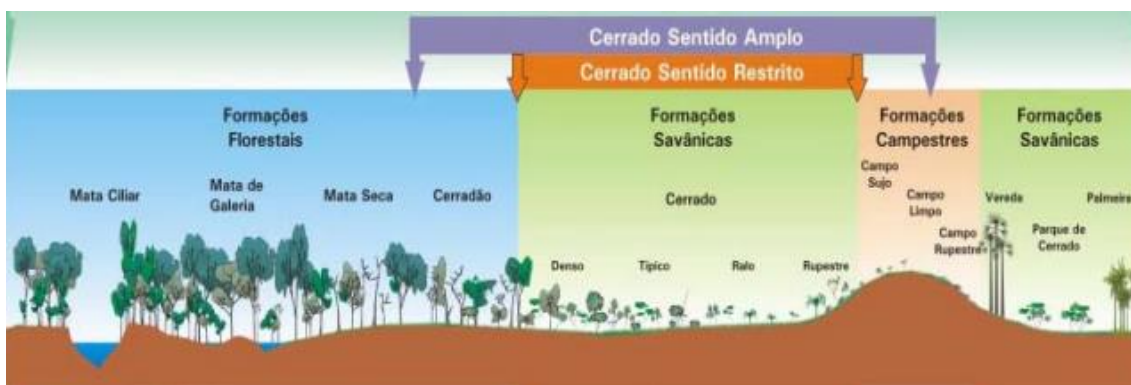 Cerrado Sentido Amplo
Cerrado Sentido Restrito
Formações
Florestais
Formações
Savânicas
Formações
Campestres
Formações
Savânicas
Mata Ciliar
Mata de
Galeria
Mata Seca
Cerradão
Cerrado
Campo
Sujo
Campo
Limpo
Campo
Rupestre
Vereda
Parque de
Cerrado
Palmeira
Denso
Típico
Ralo
Rupestre